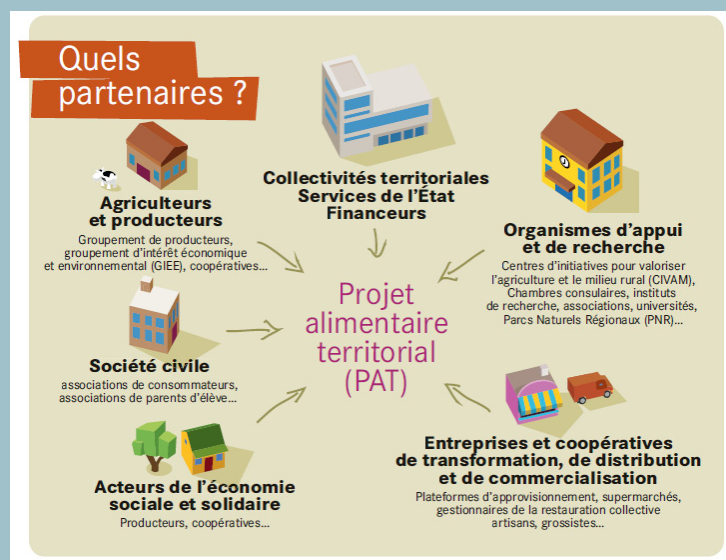 Quels
partenaires ?
Agriculteurs
et producteurs
Groupement de producteurs,
groupement d'intérêt économique
et environnemental (GIEE), coopératives...
Collectivités territoriales
Services de l'État
Financeurs
Organismes d'appui
et de recherche
Centres d'initiatives pour valoriser
l'agriculture et le milieu rural (CIVAM),
Chambres consulaires, instituts
de recherche, associations, universités,
Parcs Naturels Régionaux (PNR)...
Projet
alimentaire
territorial
(PAT)
Société civile
associations de consommateurs,
associations de parents d'élève...
Acteurs de l'économie
sociale et solidaire
Producteurs, coopératives...
Entreprises et coopératives
de transformation, de distribution
et de commercialisation
Plateformes d'approvisionnement, supermarchés,
gestionnaires de la restauration collective
artisans, grossistes...